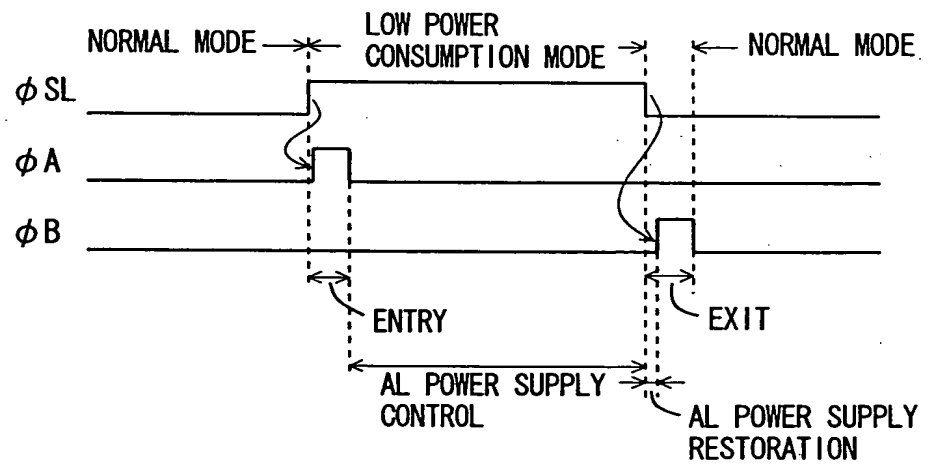 NORMAL MODE
LOW POWER
CONSUMPTION MODE
NORMAL MODE
φSL
φA
φB
ENTRY
EXIT
AL POWER SUPPLY
CONTROL
AL POWER SUPPLY
RESTORATION